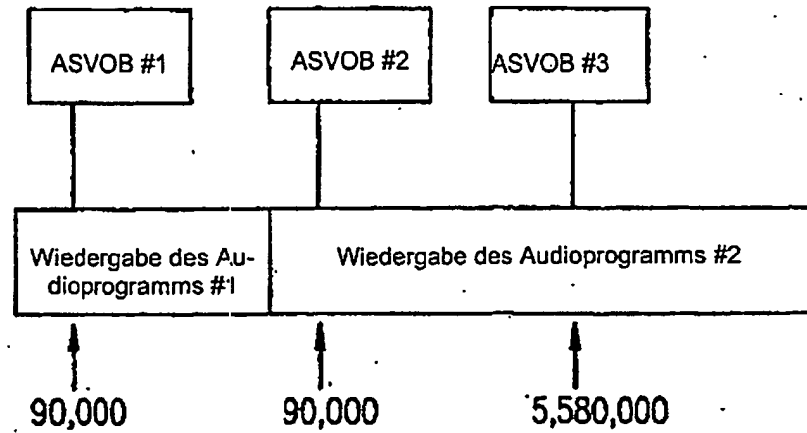 ASVOB #1
ASVOB #2
ASVOB #3
Wiedergabe des Au-
dioprogramms #1
Wiedergabe des Audioprogramms #2
90,000
90,000
5,580,000